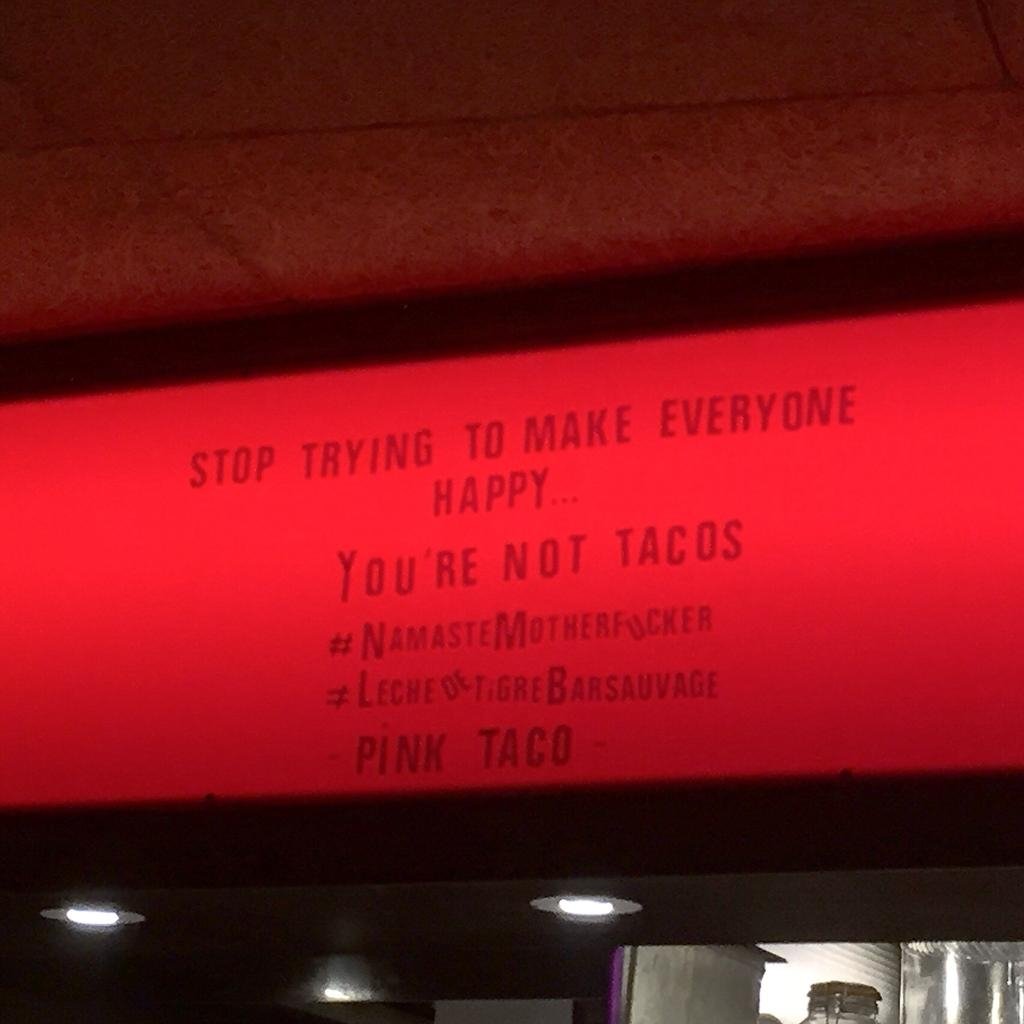 STOP TRYING TO MAKE EVERYONE
HAPPY...
YOU'RE NOT TACOS
#NAMASTEMOTHERFUCKER
#LECHEDETIGREBARSAUVAGE
- PINK TACO -